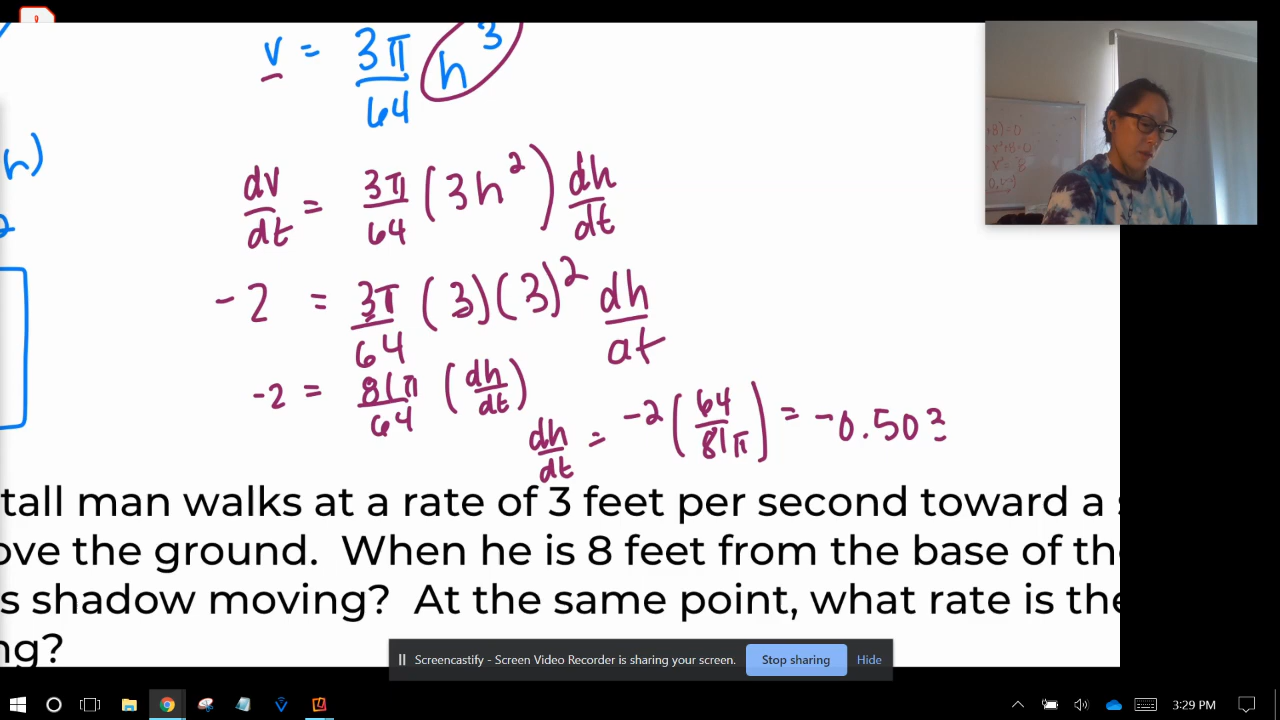 v = 3π/64 h³
h)
dv/dt = 3π/64 (3h²) dh/dt
-2 = 3π/64 (3)(3)² dh/dt
-2 = 81π/64 (dh/dt)
dh/dt = -2 (64/81π) = -0.503
tall man walks at a rate of 3 feet per second toward a
ove the ground. When he is 8 feet from the base of th
s shadow moving? At the same point, what rate is the
ng?
Screencastify - Screen Video Recorder is sharing your screen. Stop sharing Hide
3:29 PM